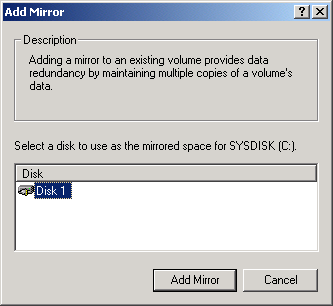 Add Mirror
Description
Adding a mirror to an existing volume provides data
redundancy by maintaining multiple copies of a volume's
data.
Select a disk to use as the mirrored space for SYSDISK (C:).
Disk
Disk 1
Add Mirror
Cancel